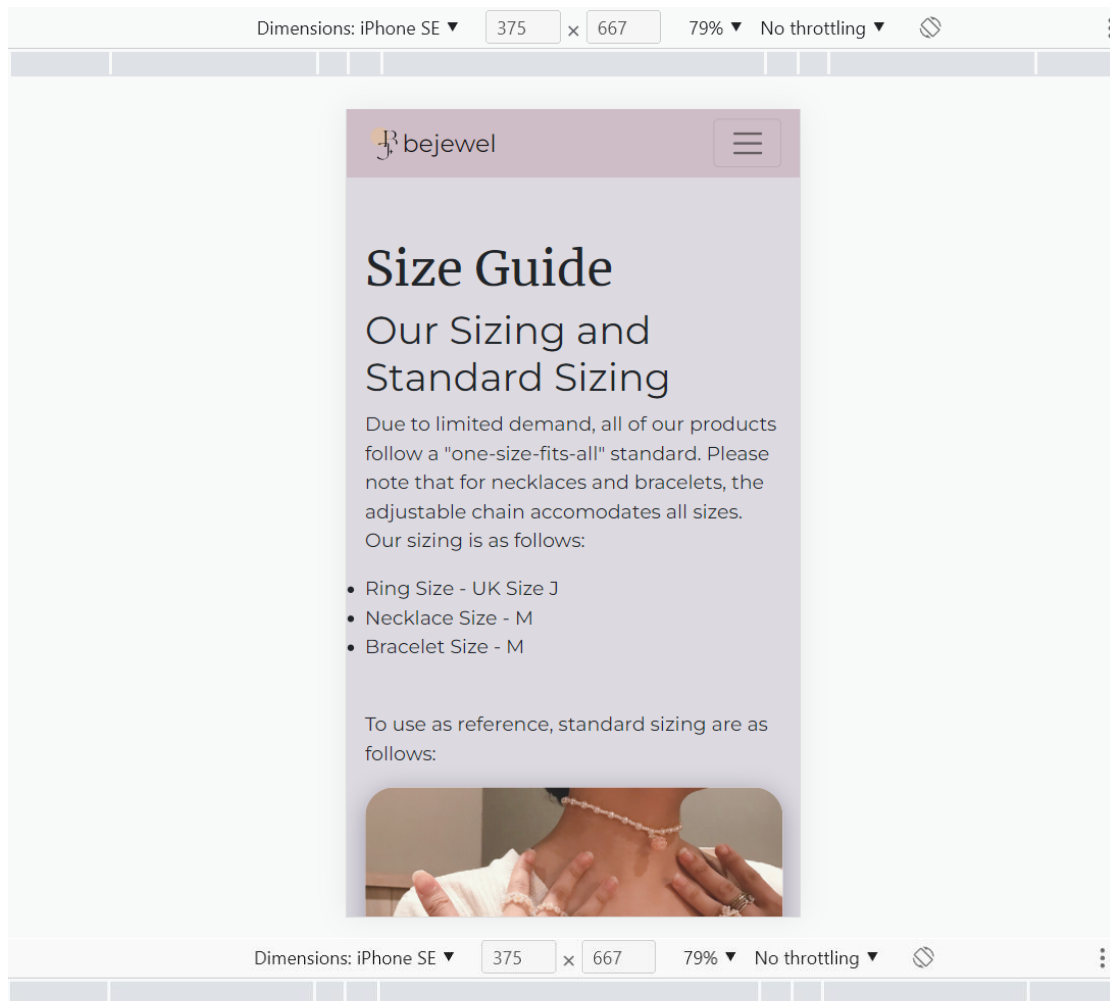 Dimensions: iPhone SE ▼ 375 × 667 79% ▼ No throttling ▼
bejewel
Size Guide
Our Sizing and
Standard Sizing
Due to limited demand, all of our products
follow a "one-size-fits-all" standard. Please
note that for necklaces and bracelets, the
adjustable chain accomodates all sizes.
Our sizing is as follows:
• Ring Size - UK Size J
• Necklace Size - M
• Bracelet Size - M
To use as reference, standard sizing are as
follows:
Dimensions: iPhone SE ▼ 375 × 667 79% ▼ No throttling ▼